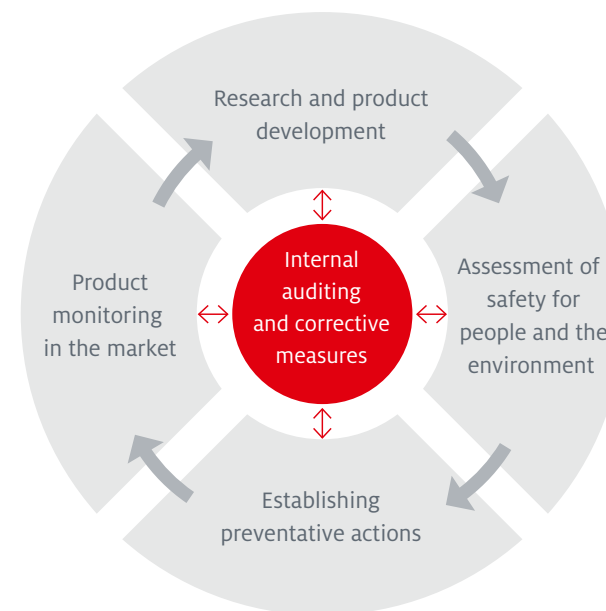 Research and product
development
Internal
auditing
and corrective
measures
Assessment of
safety for
people and the
environment
Product
monitoring
in the market
Establishing
preventative actions